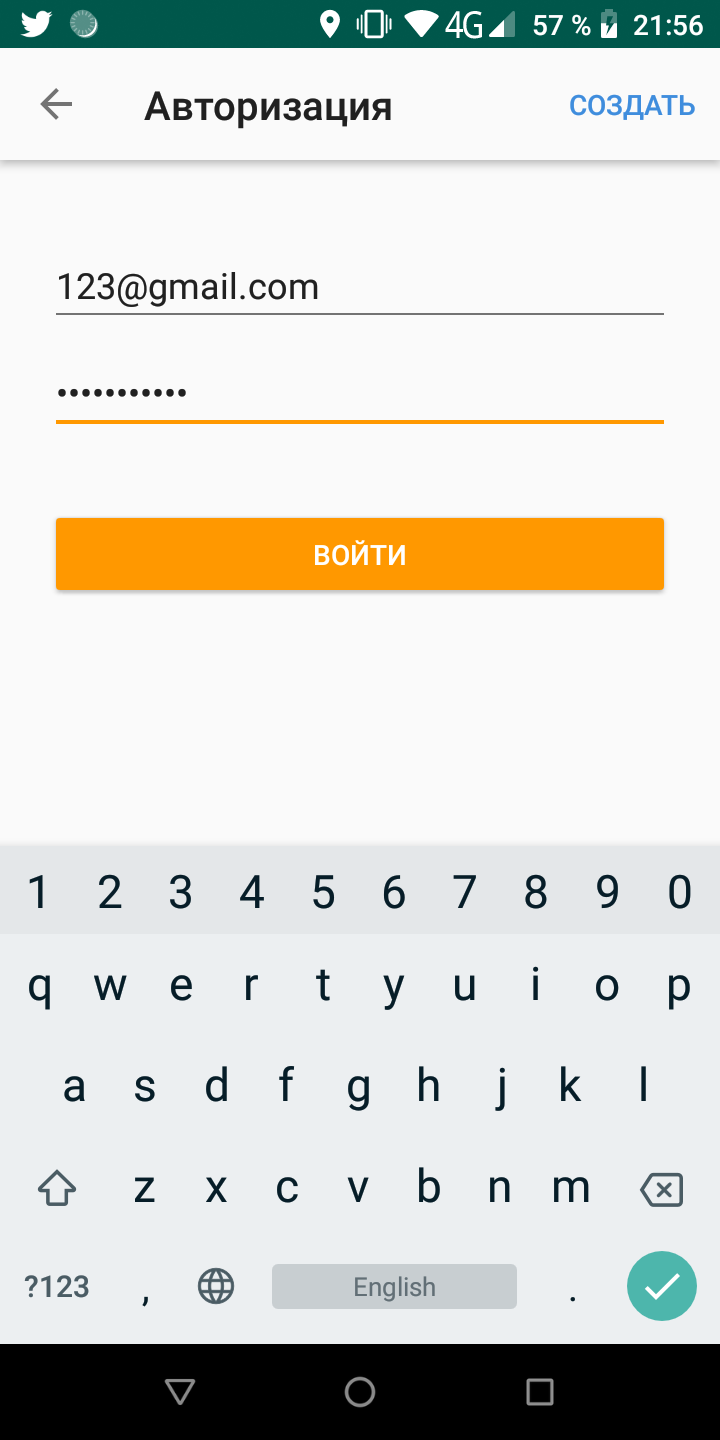 4G 57 % 21:56
Авторизация СОЗДАТЬ
123@gmail.com
•••••••••••
ВОЙТИ
1 2 3 4 5 6 7 8 9 0
q w e r t y u i o p
a s d f g h j k l
z x c v b n m
?123 , English .